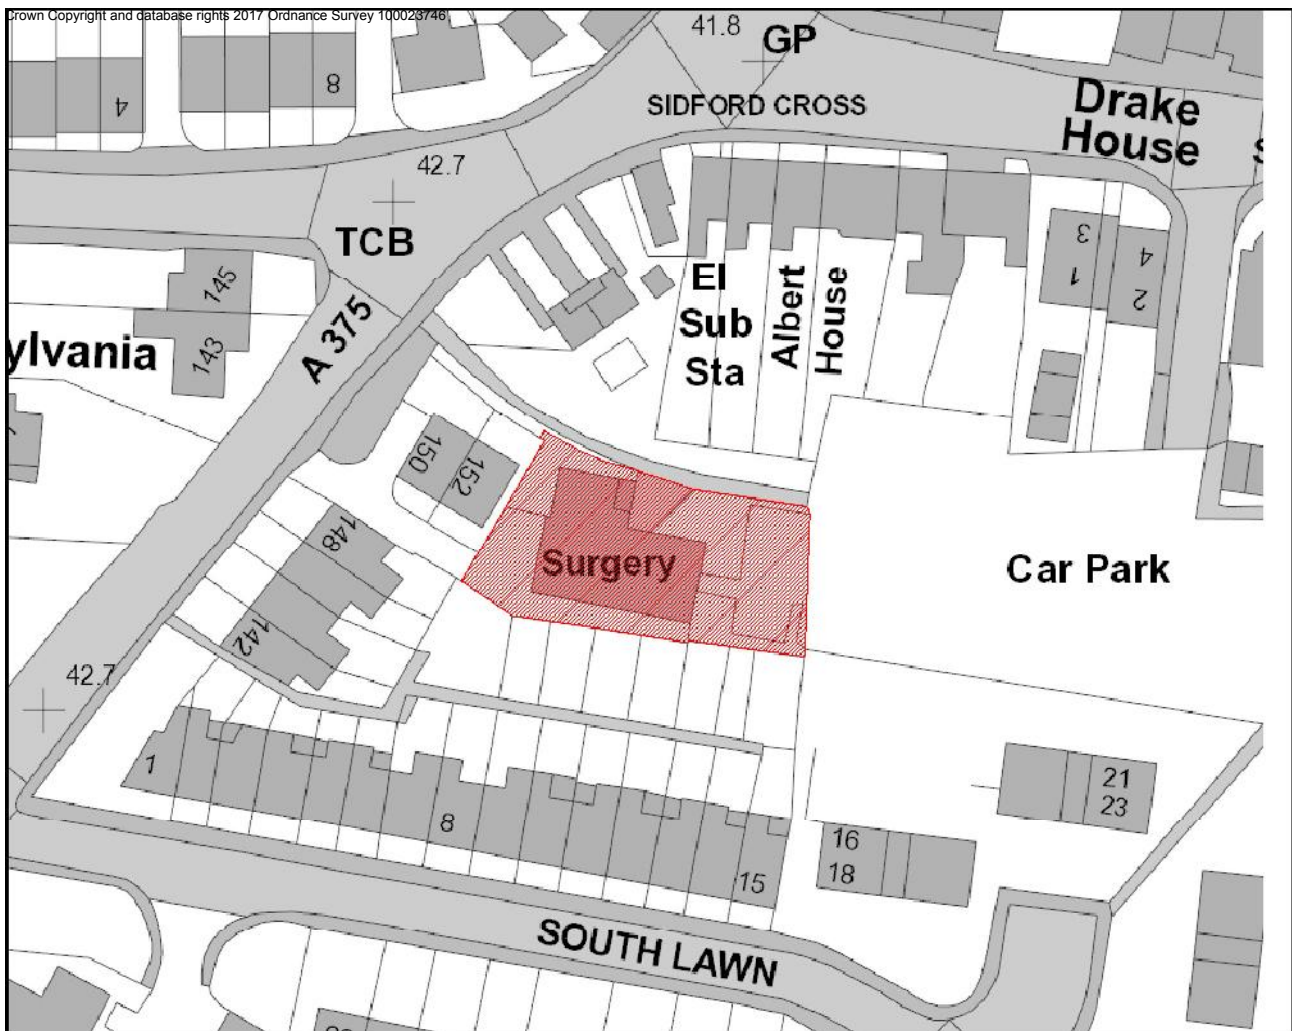 Crown Copyright and database rights 2017 Ordnance Survey 100023746
41.8
GP
SIDFORD CROSS
Drake
House
4
8
42.7
TCB
145
143
A 375
ylvania
El
Sub
Sta
Albert
House
3
1
4
2
150
152
148
142
Surgery
Car Park
42.7
1
8
15
16
18
21
23
SOUTH LAWN